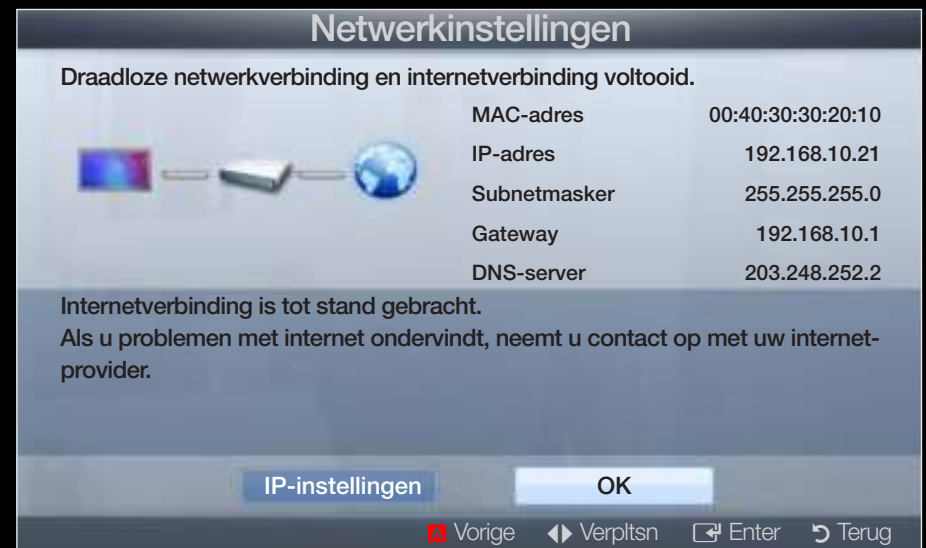 Netwerkinstellingen
Draadloze netwerkverbinding en internetverbinding voltooid.
MAC-adres 00:40:30:30:20:10
IP-adres 192.168.10.21
Subnetmasker 255.255.255.0
Gateway 192.168.10.1
DNS-server 203.248.252.2
Internetverbinding is tot stand gebracht.
Als u problemen met internet ondervindt, neemt u contact op met uw internet-
provider.
IP-instellingen OK
A Vorige Verpltsn Enter Terug